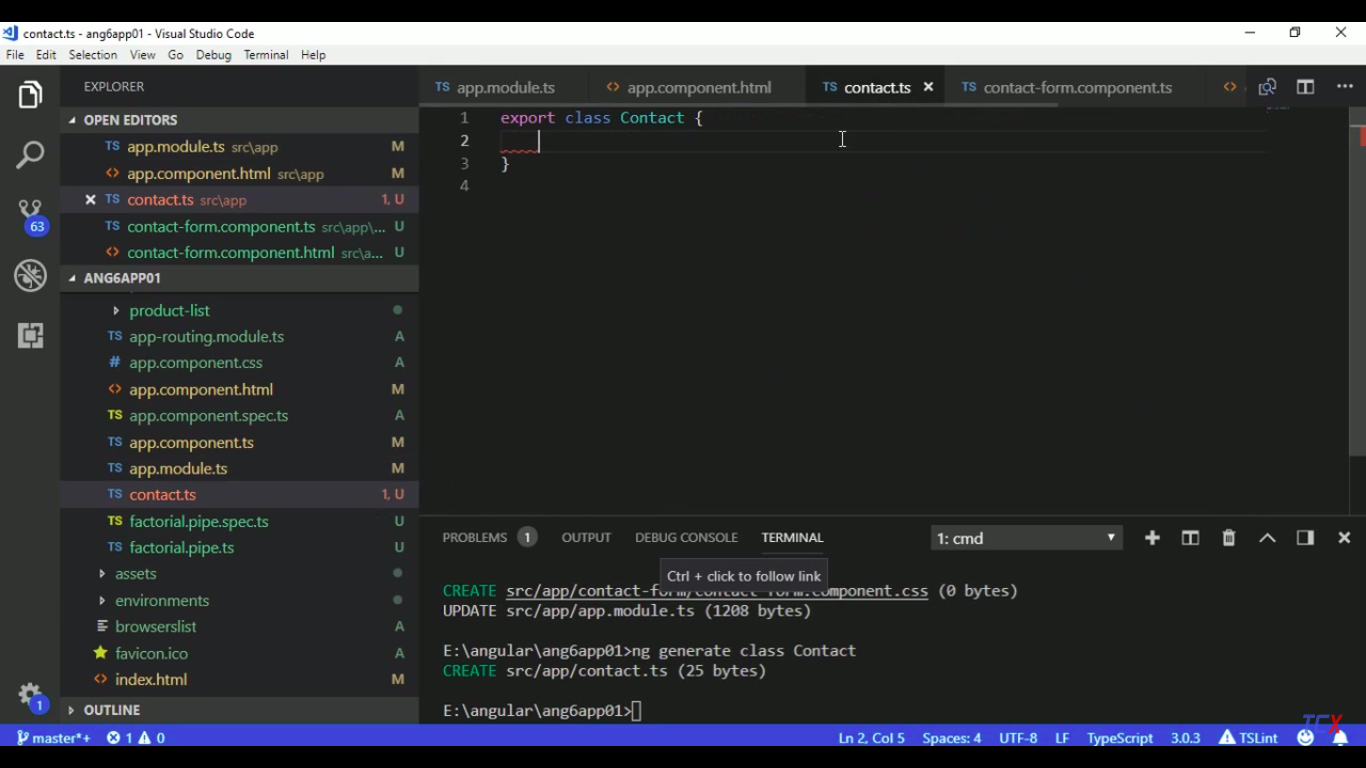 contact.ts - ang6app01 - Visual Studio Code
File Edit Selection View Go Debug Terminal Help
EXPLORER
OPEN EDITORS
TS app.module.ts src\app M
<> app.component.html src\app M
TS contact.ts src\app 1, U
TS contact-form.component.ts src\app\... U
<> contact-form.component.html src\a... U
63
ANG6APP01
product-list
TS app-routing.module.ts A
# app.component.css A
<> app.component.html M
TS app.component.spec.ts A
TS app.component.ts M
TS app.module.ts M
TS contact.ts 1, U
TS factorial.pipe.spec.ts U
TS factorial.pipe.ts U
assets
environments
browserslist A
favicon.ico A
<> index.html M
1
OUTLINE
TS app.module.ts <> app.component.html TS contact.ts TS contact-form.component.ts <>
1 export class Contact {
2
3 }
4
PROBLEMS 1 OUTPUT DEBUG CONSOLE TERMINAL 1: cmd
Ctrl + click to follow link
CREATE src/app/contact-form/contact-form.component.css (0 bytes)
UPDATE src/app/app.module.ts (1208 bytes)
E:\angular\ang6app01>ng generate class Contact
CREATE src/app/contact.ts (25 bytes)
E:\angular\ang6app01>
TCX
master*+ 1 0 Ln 2, Col 5 Spaces: 4 UTF-8 LF TypeScript 3.0.3 TSLint